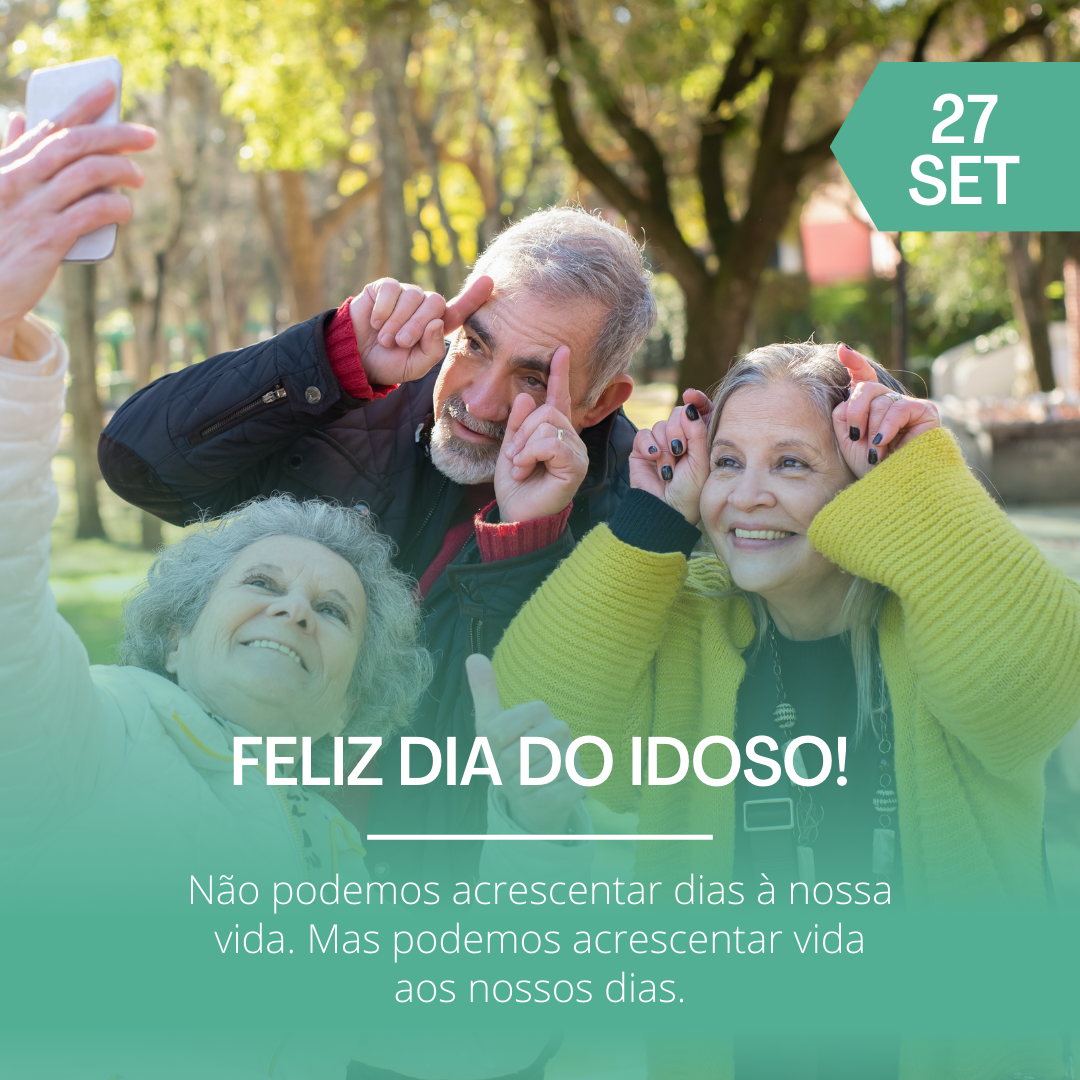 27
SET
FELIZ DIA DO IDOSO!
Não podemos acrescentar dias à nossa
vida. Mas podemos acrescentar vida
aos nossos dias.